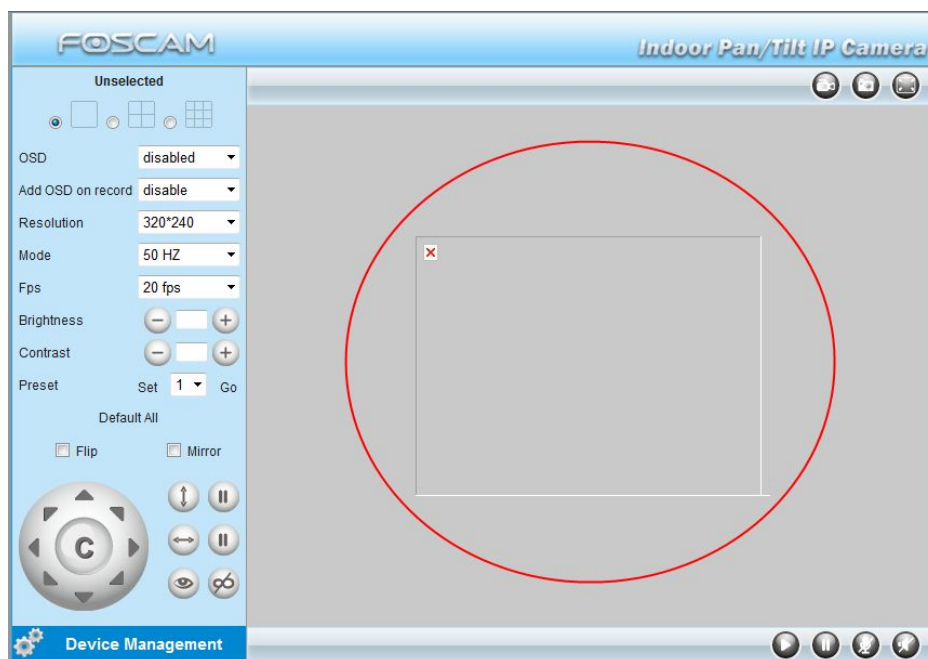 FOSCAM
Indoor Pan/Tilt IP Camera
Unselected
OSD disabled
Add OSD on record disable
Resolution 320*240
Mode 50 HZ
Fps 20 fps
Brightness
Contrast
Preset Set 1 Go
Default All
Flip Mirror
C
Device Management